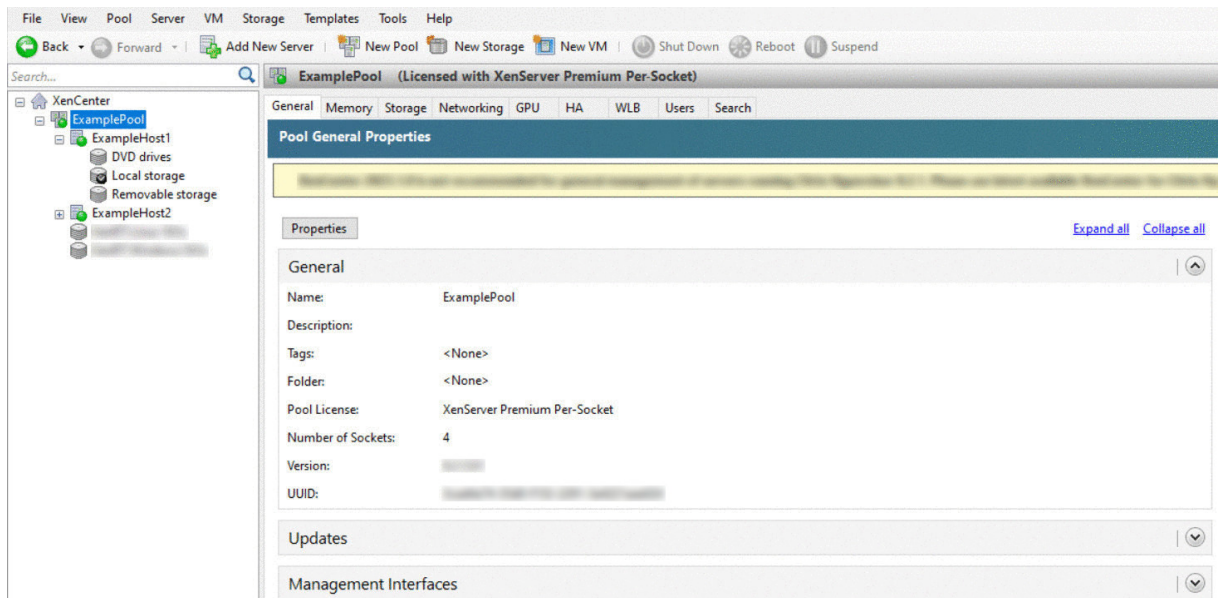 File View Pool Server VM Storage Templates Tools Help
Back Forward Add New Server New Pool New Storage New VM Shut Down Reboot Suspend
Search...
ExamplePool (Licensed with XenServer Premium Per-Socket)
XenCenter
ExamplePool
ExampleHost1
DVD drives
Local storage
Removable storage
ExampleHost2
General Memory Storage Networking GPU HA WLB Users Search
Pool General Properties
Properties Expand all Collapse all
General
Name: ExamplePool
Description:
Tags: <None>
Folder: <None>
Pool License: XenServer Premium Per-Socket
Number of Sockets: 4
Version:
UUID:
Updates
Management Interfaces